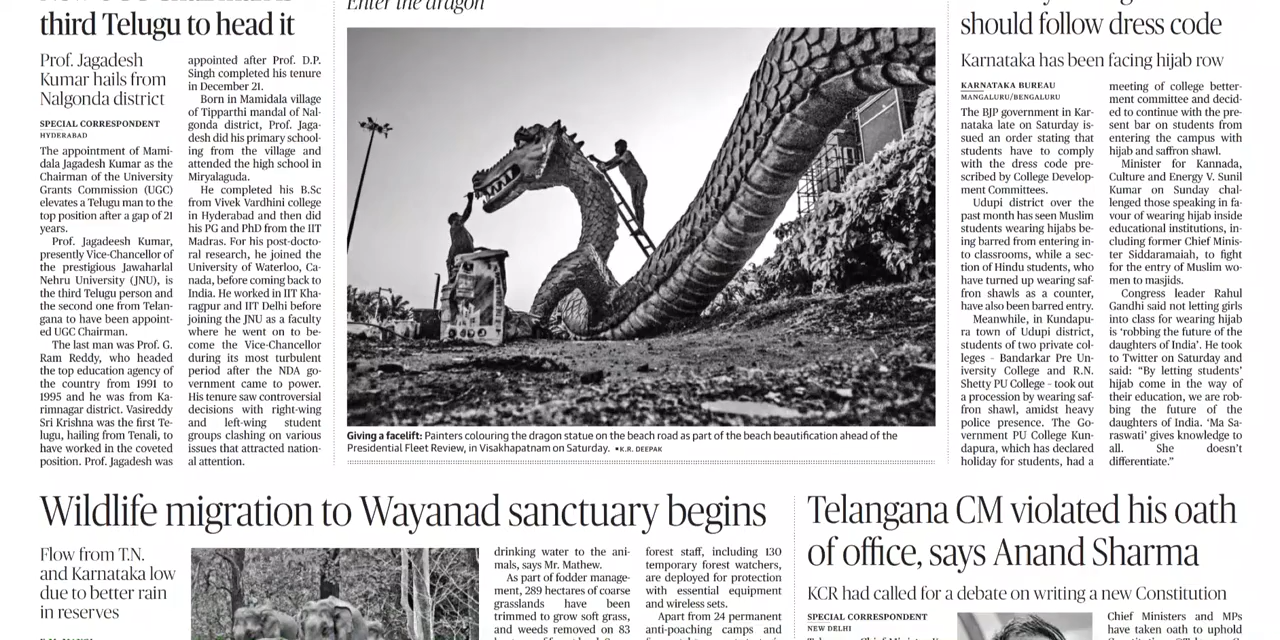 third Telugu to head it
Prof. Jagadesh
Kumar hails from
Nalgonda district
SPECIAL CORRESPONDENT
HYDERABAD
The appointment of Mami-
dala Jagadesh Kumar as the
Chairman of the University
Grants Commission (UGC)
elevates a Telugu man to the
top position after a gap of 21
years.
Prof. Jagadeesh Kumar,
presently Vice-Chancellor of
the prestigious Jawaharlal
Nehru University (JNU), is
the third Telugu person and
the second one from Telan-
gana to have been appoint-
ed UGC Chairman.
The last man was Prof. G.
Ram Reddy, who headed
the top education agency of
the country from 1991 to
1995 and he was from Ka-
rimnagar district. Vasireddy
Sri Krishna was the first Te-
lugu, hailing from Tenali, to
have worked in the coveted
position. Prof. Jagadesh was
appointed after Prof. D.P.
Singh completed his tenure
in December 21.
Born in Mamidala village
of Tipparthi mandal of Nal-
gonda district, Prof. Jaga-
desh did his primary school-
ing from the village and
attended the high school in
Miryalaguda.
He completed his B.Sc
from Vivek Vardhini college
in Hyderabad and then did
his PG and PhD from the IIT
Madras. For his post-docto-
ral research, he joined the
University of Waterloo, Ca-
nada, before coming back to
India. He worked in IIT Kha-
ragpur and IIT Delhi before
joining the JNU as a faculty
where he went on to be-
come the Vice-Chancellor
during its most turbulent
period after the NDA go-
vernment came to power.
His tenure saw controversial
decisions with right-wing
and left-wing student
groups clashing on various
issues that attracted nation-
al attention.
Enter the dragon
Giving a facelift: Painters colouring the dragon statue on the beach road as part of the beach beautification ahead of the
Presidential Fleet Review, in Visakhapatnam on Saturday. ▪K.R. DEEPAK
should follow dress code
Karnataka has been facing hijab row
KARNATAKA BUREAU
MANGALURU/BENGALURU
The BJP government in Kar-
nataka late on Saturday is-
sued an order stating that
students have to comply
with the dress code pre-
scribed by College Develop-
ment Committees.
Udupi district over the
past month has seen Muslim
students wearing hijabs be-
ing barred from entering in-
to classrooms, while a sec-
tion of Hindu students, who
have turned up wearing saf-
fron shawls as a counter,
have also been barred entry.
Meanwhile, in Kundapu-
ra town of Udupi district,
students of two private col-
leges - Bandarkar Pre Un-
iversity College and R.N.
Shetty PU College - took out
a procession by wearing saf-
fron shawl, amidst heavy
police presence. The Go-
vernment PU College Kun-
dapura, which has declared
holiday for students, had a
meeting of college better-
ment committee and decid-
ed to continue with the pre-
sent bar on students from
entering the campus with
hijab and saffron shawl.
Minister for Kannada,
Culture and Energy V. Sunil
Kumar on Sunday chal-
lenged those speaking in fa-
vour of wearing hijab inside
educational institutions, in-
cluding former Chief Minis-
ter Siddaramaiah, to fight
for the entry of Muslim wo-
men to masjids.
Congress leader Rahul
Gandhi said not letting girls
into class for wearing hijab
is ‘robbing the future of the
daughters of India’. He took
to Twitter on Saturday and
said: “By letting students’
hijab come in the way of
their education, we are rob-
bing the future of the
daughters of India. ‘Ma Sa-
raswati’ gives knowledge to
all. She doesn’t
differentiate.”
Wildlife migration to Wayanad sanctuary begins
Flow from T.N.
and Karnataka low
due to better rain
in reserves
drinking water to the ani-
mals, says Mr. Mathew.
As part of fodder manage-
ment, 289 hectares of coarse
grasslands have been
trimmed to grow soft grass,
and weeds removed on 83
forest staff, including 130
temporary forest watchers,
are deployed for protection
with essential equipment
and wireless sets.
Apart from 24 permanent
anti-poaching camps and
Telangana CM violated his oath
of office, says Anand Sharma
KCR had called for a debate on writing a new Constitution
SPECIAL CORRESPONDENT
NEW DELHI
Chief Ministers and MPs
have taken oath to uphold